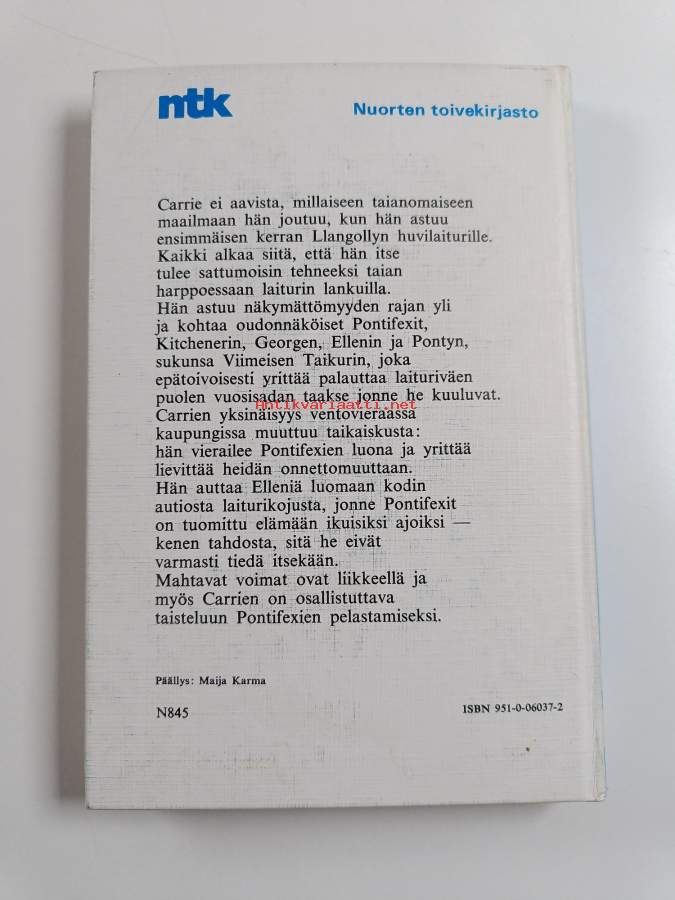 ntk
Nuorten toivekirjasto
Carrie ei aavista, millaiseen taianomaiseen
maailmaan hän joutuu, kun hän astuu
ensimmäisen kerran Llangollyn huvilaiturille.
Kaikki alkaa siitä, että hän itse
tulee sattumoisin tehneeksi taian
harppoessaan laiturin lankuilla.
Hän astuu näkymättömyyden rajan yli
ja kohtaa oudonnäköiset Pontifexit,
Kitchenerin, Georgen, Ellenin ja Pontyn,
sukunsa Viimeisen Taikurin, joka
epätoivoisesti yrittää palauttaa laituriväen
puolen vuosisadan taakse jonne he kuuluvat.
Antikvariaatti.net
Carrien yksinäisyys ventovieraassa
kaupungissa muuttuu taikaiskusta:
hän vierailee Pontifexien luona ja yrittää
lievittää heidän onnettomuuttaan.
Hän auttaa Elleniä luomaan kodin
autiosta laiturikojusta, jonne Pontifexit
on tuomittu elämään ikuisiksi ajoiksi —
kenen tahdosta, sitä he eivät
varmasti tiedä itsekään.
Mahtavat voimat ovat liikkeellä ja
myös Carrien on osallistuttava
taisteluun Pontifexien pelastamiseksi.
Päällys: Maija Karma
N845
ISBN 951-0-06037-2